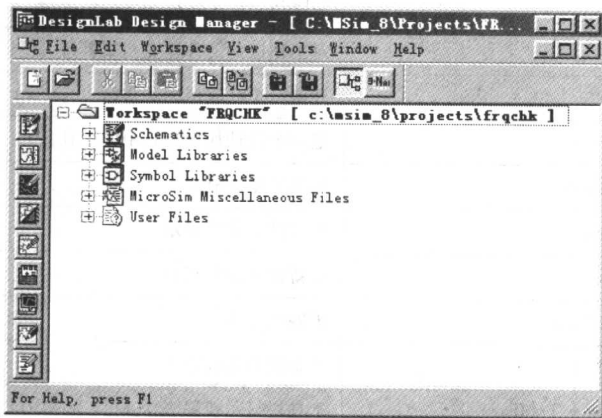 DesignLab Design Manager - [ C:\MSim_8\Projects\FR...
File Edit Workspace View Tools Window Help
Workspace "FRQCHK" [ c:\msim_8\projects\frqchk ]
Schematics
Model Libraries
Symbol Libraries
MicroSim Miscellaneous Files
User Files
For Help, press F1